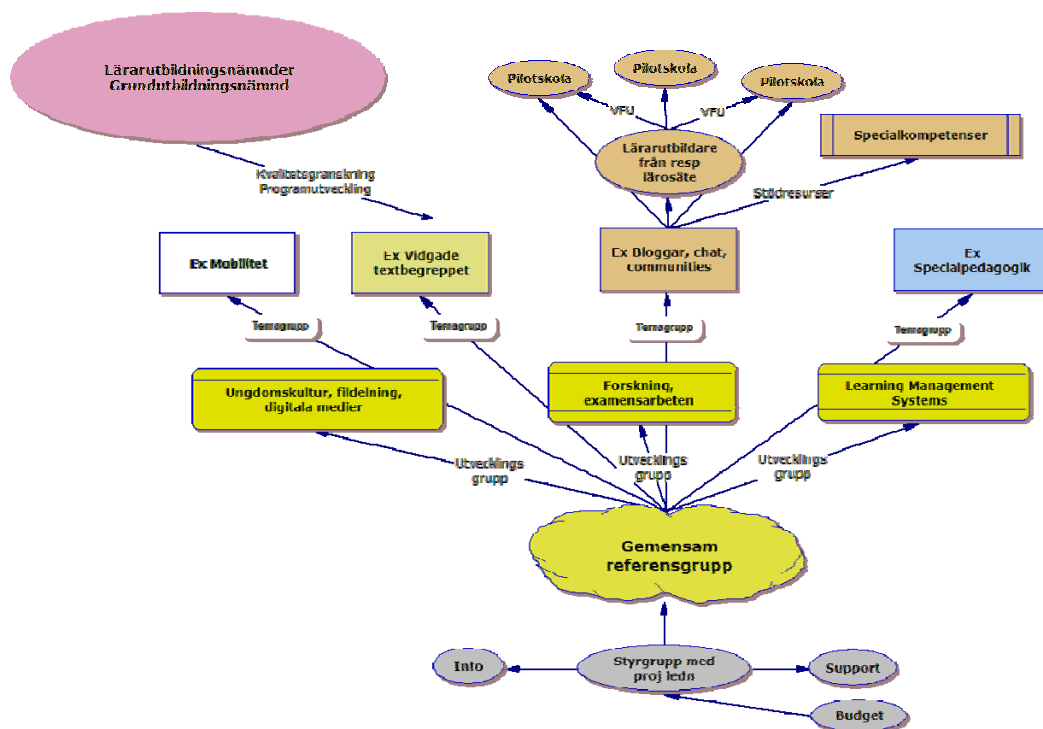 Lärarutbildningsnämnder
Grundutbildningsnämnd
Pilotskola
Pilotskola
Pilotskola
VFU
VFU
Specialkompetenser
Lärarutbildare
från resp
lärosäte
Kvalitetsgranskning
Programutveckling
Stödresurser
Ex Mobilitet
Ex Vidgade
textbegreppet
Ex Bloggar, chat,
communities
Ex
Specialpedagogik
Temagrupp
Temagrupp
Temagrupp
Temagrupp
Ungdomskultur, fildelning,
digitala medier
Forskning,
examensarbeten
Learning Management
Systems
Utvecklings
grupp
Utvecklings
grupp
Utvecklings
grupp
Gemensam
referensgrupp
Info
Styrgrupp med
proj ledn
Support
Budget